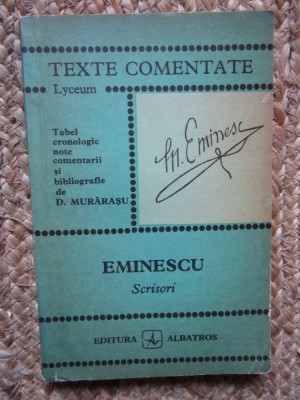 TEXTE COMENTATE
Lyceum
Tabel
cronologic
note
comentarii
și
bibliografie
de
D. MURĂRAȘU
M. Eminescu
EMINESCU
Scrisori
EDITURA ALBATROS